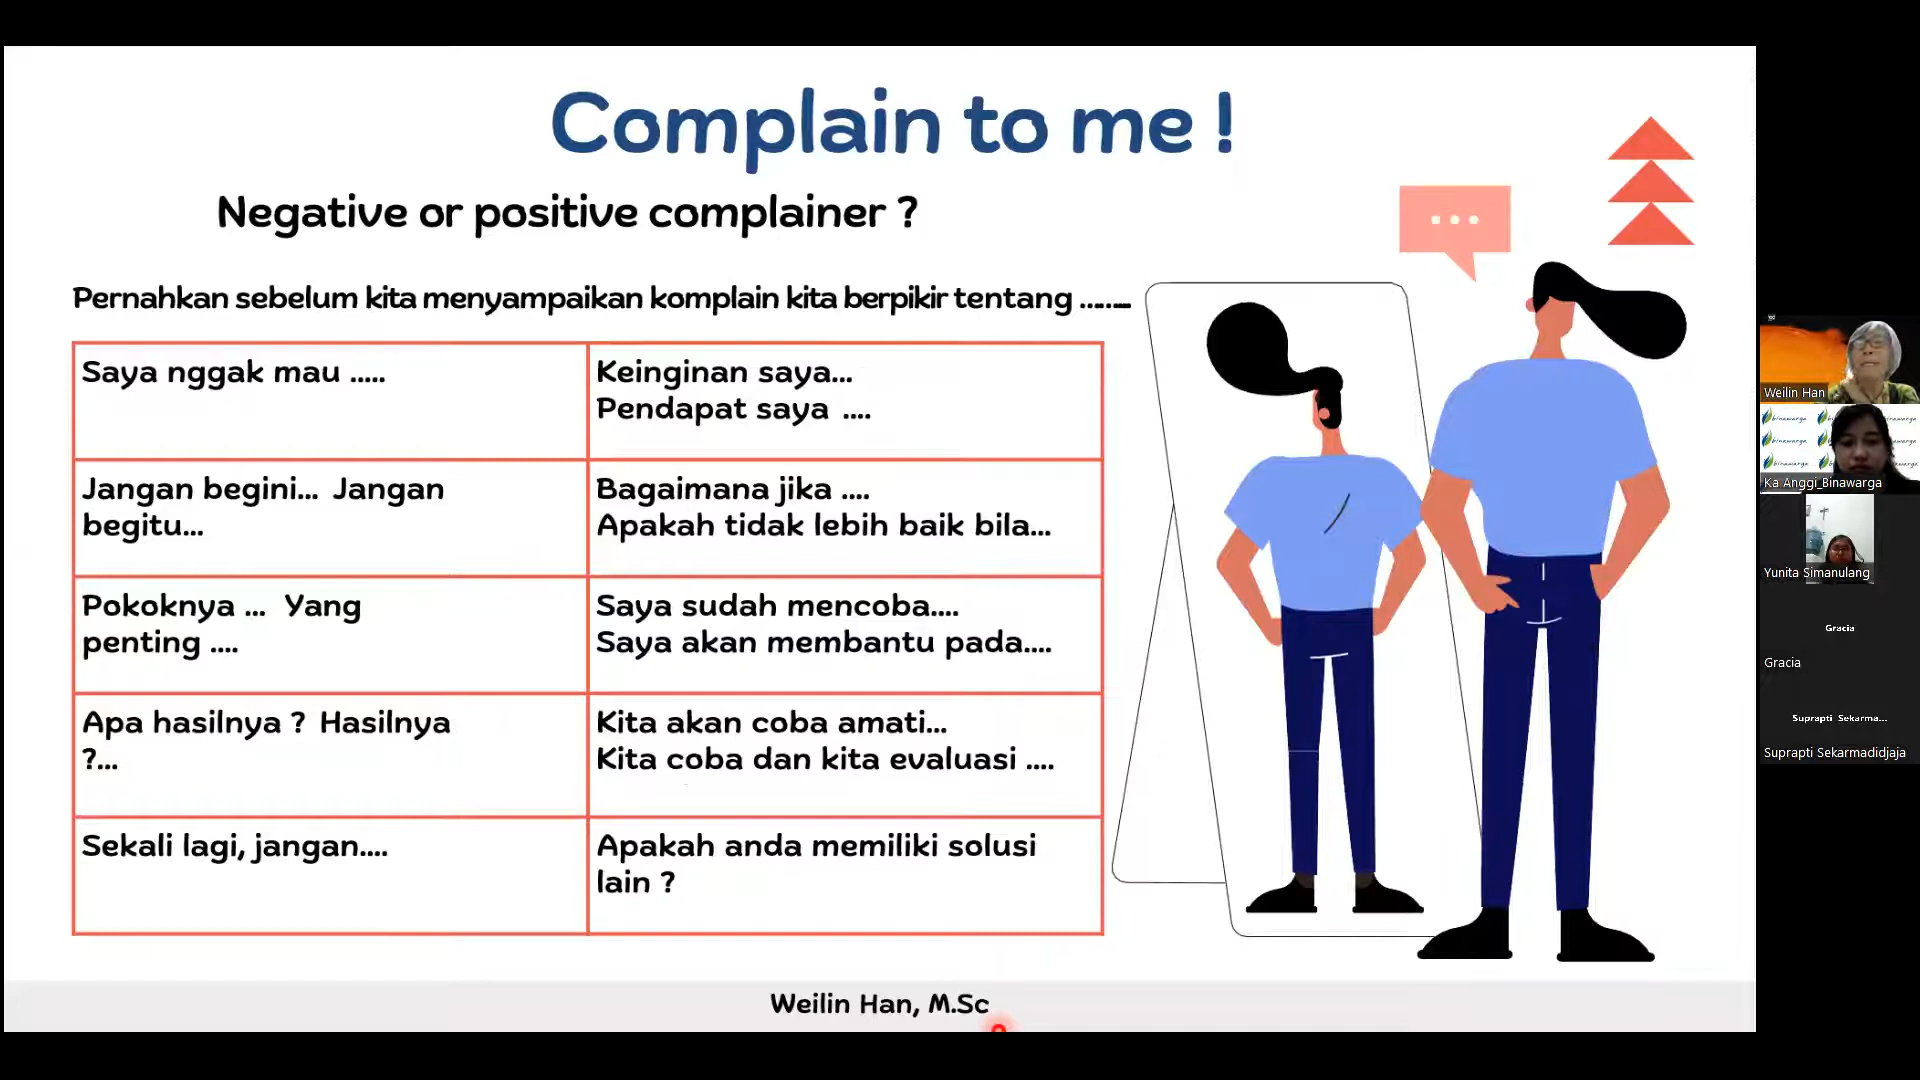 Complain to me !
Negative or positive complainer ?
Pernahkan sebelum kita menyampaikan komplain kita berpikir tentang ........
Saya nggak mau .....
Keinginan saya...
Pendapat saya ....
Jangan begini... Jangan
begitu...
Bagaimana jika ....
Apakah tidak lebih baik bila...
Pokoknya ... Yang
penting ....
Saya sudah mencoba....
Saya akan membantu pada....
Apa hasilnya ? Hasilnya
?...
Kita akan coba amati...
Kita coba dan kita evaluasi ....
Sekali lagi, jangan....
Apakah anda memiliki solusi
lain ?
Weilin Han, M.Sc
Weilin Han
binawarga
binawarga
binawarga
Ka Anggi_Binawarga
Yunita Simanulang
Gracia
Gracia
Suprapti Sekarma...
Suprapti Sekarmadidjaja